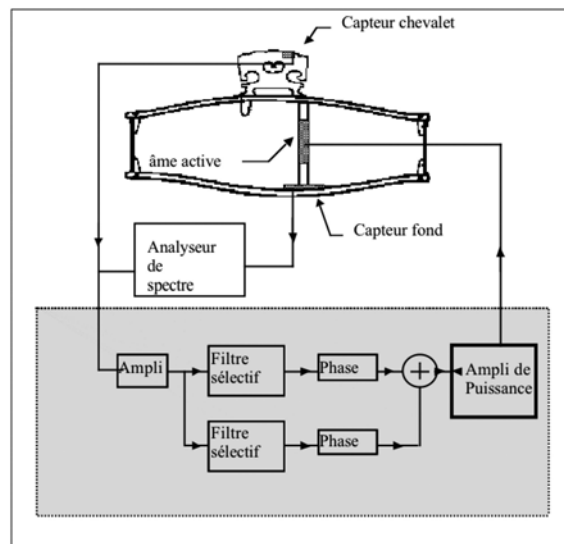 Capteur chevalet
âme active
Capteur fond
Analyseur
de
spectre
Ampli
Filtre
sélectif
Phase
Ampli de
Puissance
Filtre
sélectif
Phase